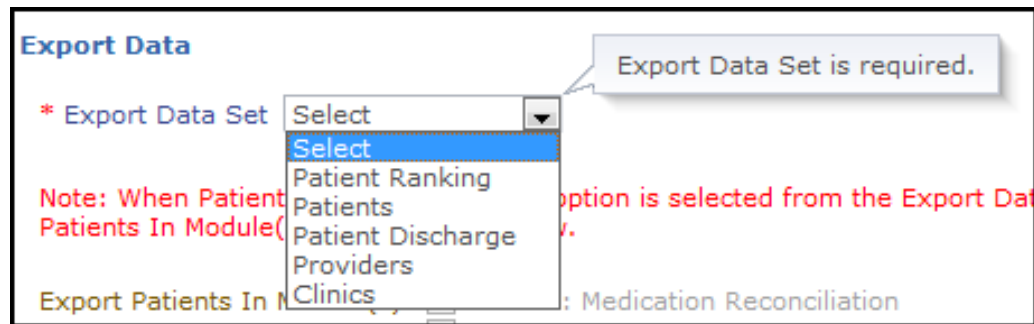 Export Data
Export Data Set is required.
* Export Data Set Select
Select
Patient Ranking
Patients
Patient Discharge
Providers
Clinics
Note: When Patient option is selected from the Export Dat
Patients In Module( .
Export Patients In : Medication Reconciliation